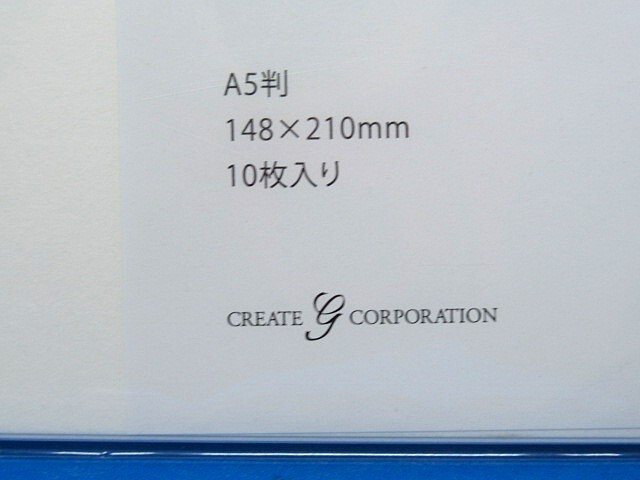 A5判
148×210mm
10枚入り
CREATE G CORPORATION